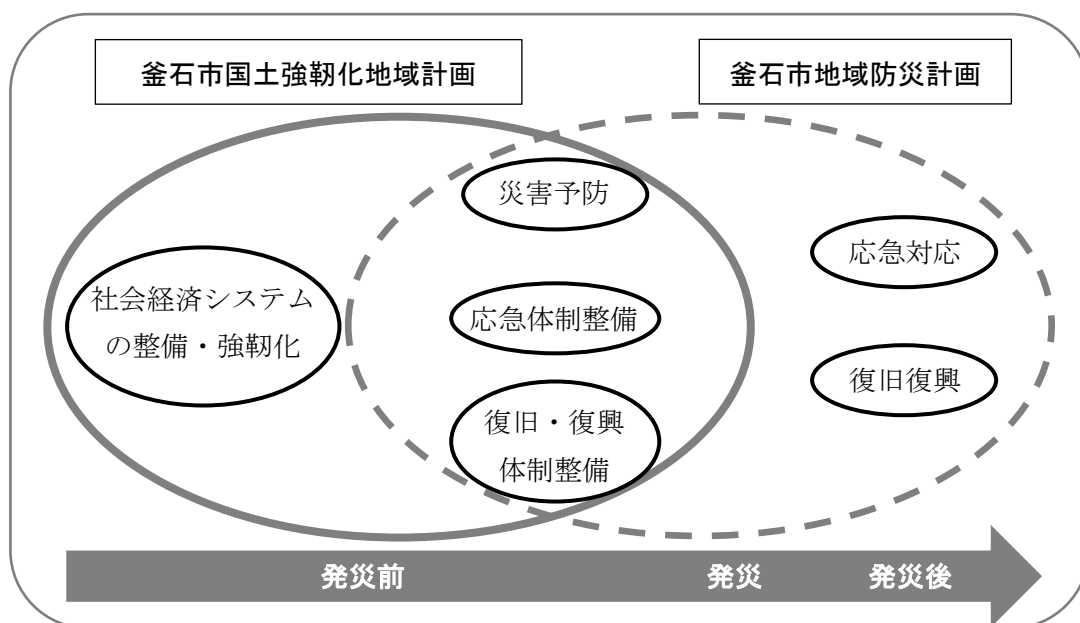 釜石市国土強靭化地域計画
釜石市地域防災計画
災害予防
社会経済システム
の整備・強靭化
応急体制整備
復旧・復興
体制整備
応急対応
復旧復興
発災前
発災
発災後